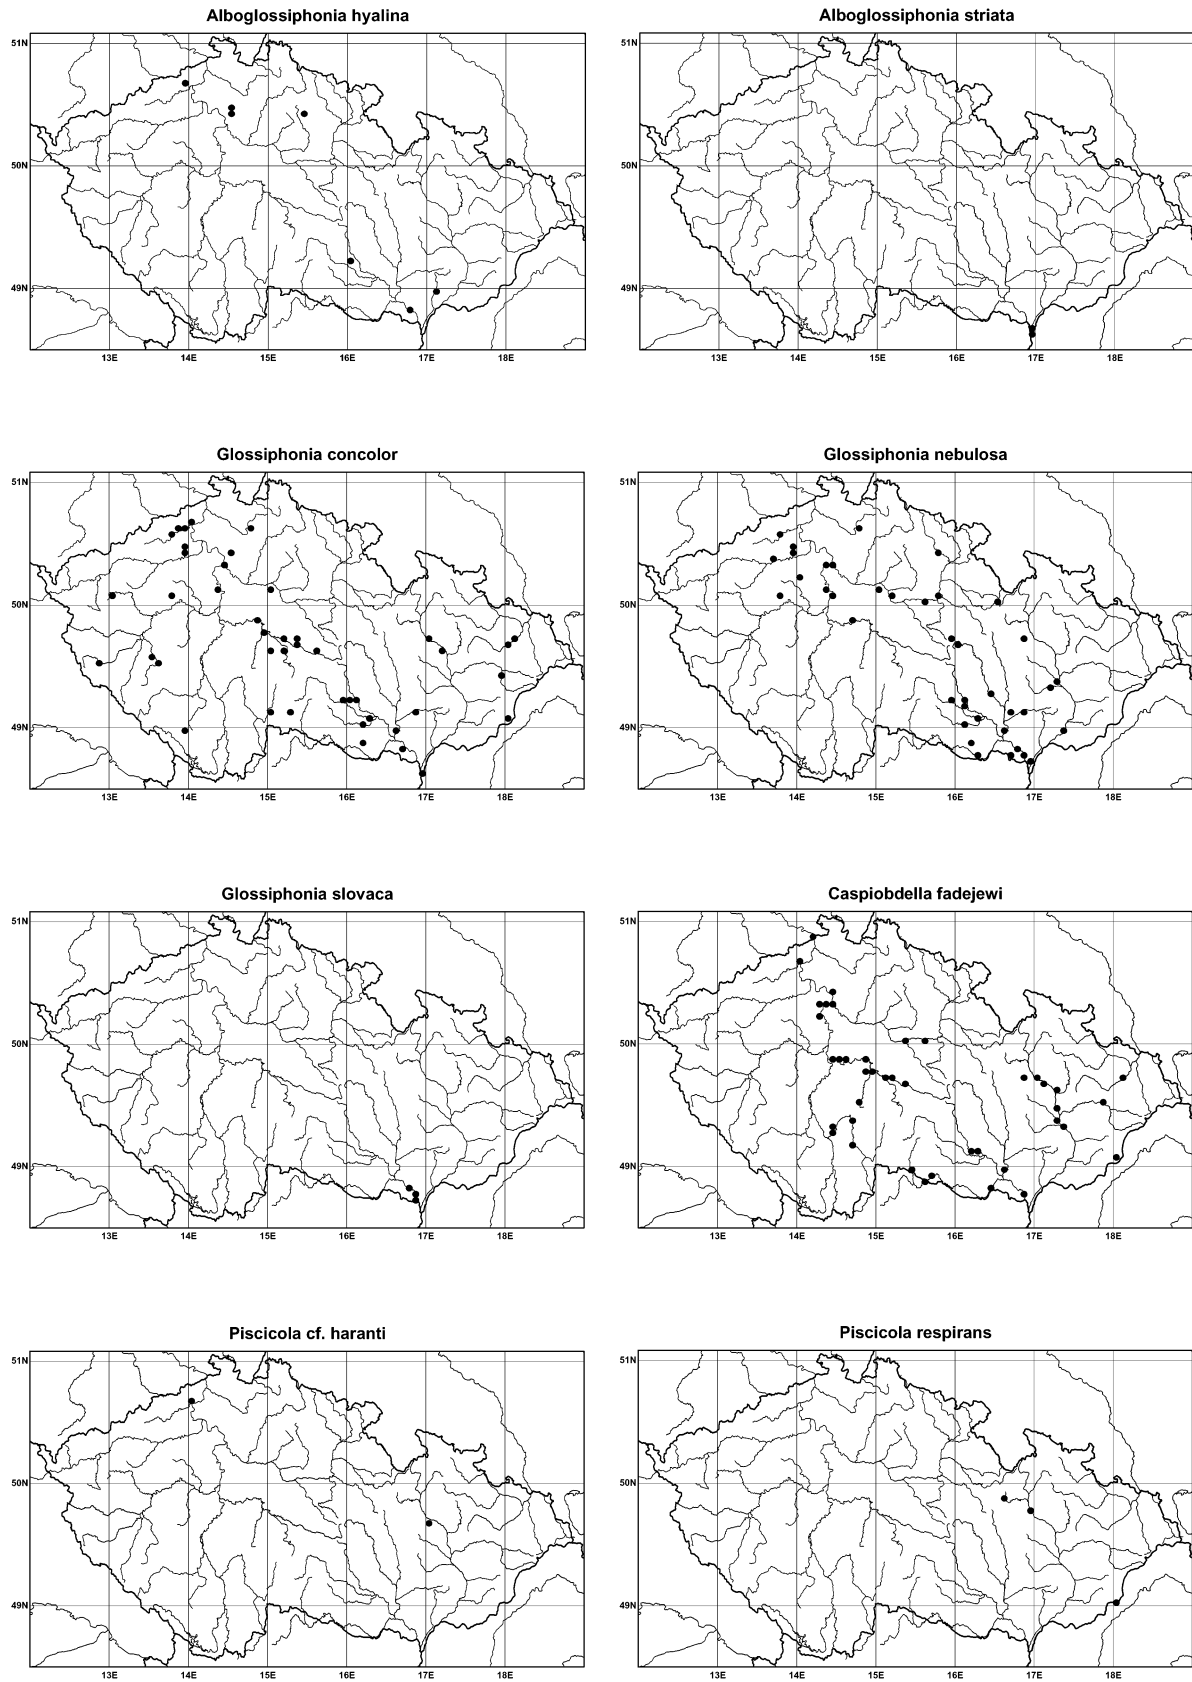 Alboglossiphonia hyalina
Alboglossiphonia striata
51N
50N
49N
13E 14E 15E 16E 17E 18E
51N
50N
49N
13E 14E 15E 16E 17E 18E
Glossiphonia concolor
Glossiphonia nebulosa
51N
50N
49N
13E 14E 15E 16E 17E 18E
51N
50N
49N
13E 14E 15E 16E 17E 18E
Glossiphonia slovaca
Caspiobdella fadejewi
51N
50N
49N
13E 14E 15E 16E 17E 18E
51N
50N
49N
13E 14E 15E 16E 17E 18E
Piscicola cf. haranti
Piscicola respirans
51N
50N
49N
13E 14E 15E 16E 17E 18E
51N
50N
49N
13E 14E 15E 16E 17E 18E